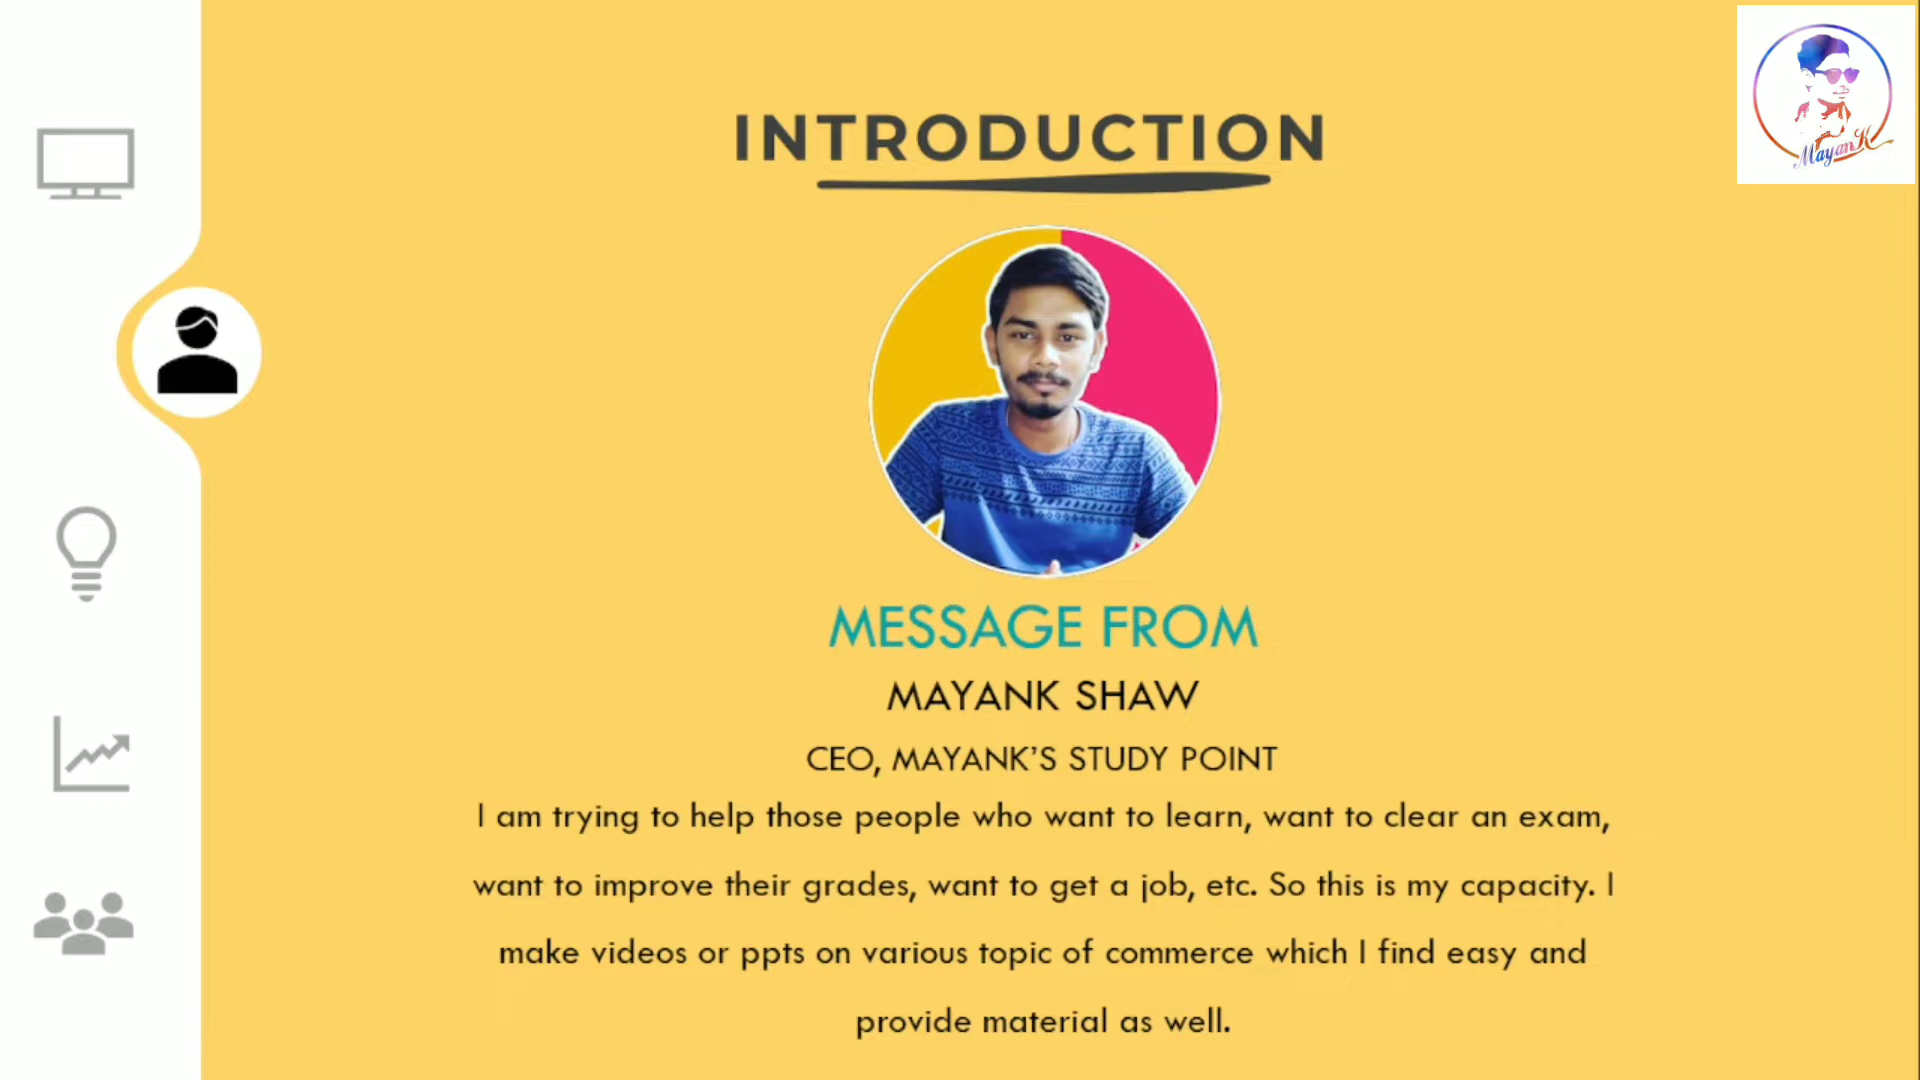 MayanK
INTRODUCTION
MESSAGE FROM
MAYANK SHAW
CEO, MAYANK’S STUDY POINT
I am trying to help those people who want to learn, want to clear an exam,
want to improve their grades, want to get a job, etc. So this is my capacity. I
make videos or ppts on various topic of commerce which I find easy and
provide material as well.